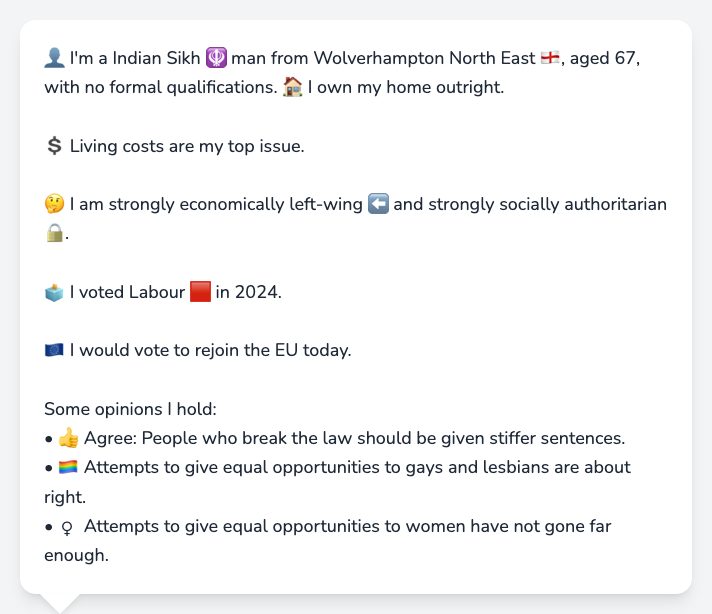 👤 I'm a Indian Sikh 🪯 man from Wolverhampton North East 🏴󠁧󠁢󠁥󠁮󠁧󠁿, aged 67,
with no formal qualifications. 🏠 I own my home outright.
💲 Living costs are my top issue.
🤔 I am strongly economically left-wing ⬅️ and strongly socially authoritarian
🔒.
🗳️ I voted Labour 🟥 in 2024.
🇪🇺 I would vote to rejoin the EU today.
Some opinions I hold:
• 👍 Agree: People who break the law should be given stiffer sentences.
• 🏳️‍🌈 Attempts to give equal opportunities to gays and lesbians are about
right.
• ♀ Attempts to give equal opportunities to women have not gone far
enough.